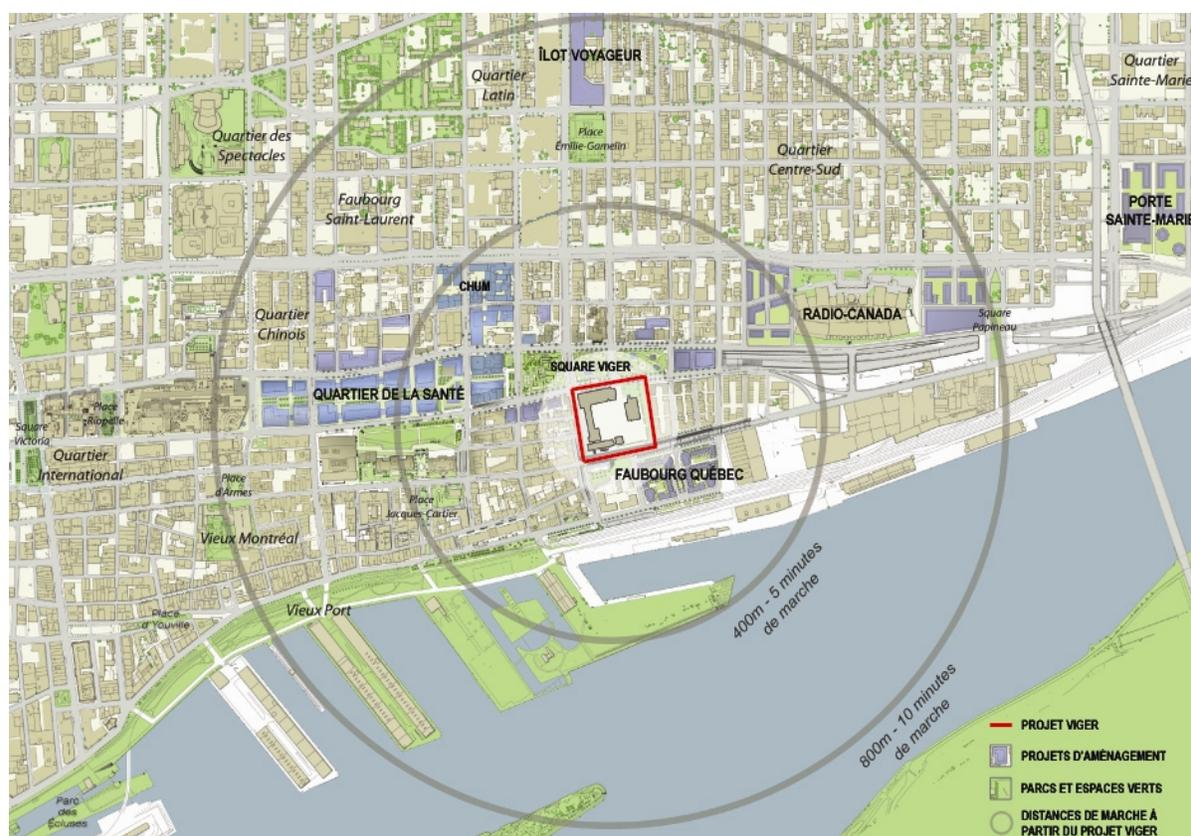 ÎLOT VOYAGEUR
Quartier
Latin
Quartier
Sainte-Marie
Quartier des
Spectacles
Place
Émilie-Gamelin
Quartier
Centre-Sud
Faubourg
Saint-Laurent
PORTE
SAINTE-MARIE
CHUM
Quartier
Chinois
RADIO-CANADA
Square
Papineau
SQUARE VIGER
QUARTIER DE LA SANTÉ
Place
Riopelle
Square
Victoria
Quartier
International
FAUBOURG QUÉBEC
Place
d'Armes
Place
Jacques-Cartier
Vieux Montréal
Vieux Port
Place
d'Youville
400m - 5 minutes
de marche
800m - 10 minutes
de marche
Parc
des
Écluses
PROJET VIGER
PROJETS D'AMÉNAGEMENT
PARCS ET ESPACES VERTS
DISTANCES DE MARCHE À
PARTIR DU PROJET VIGER